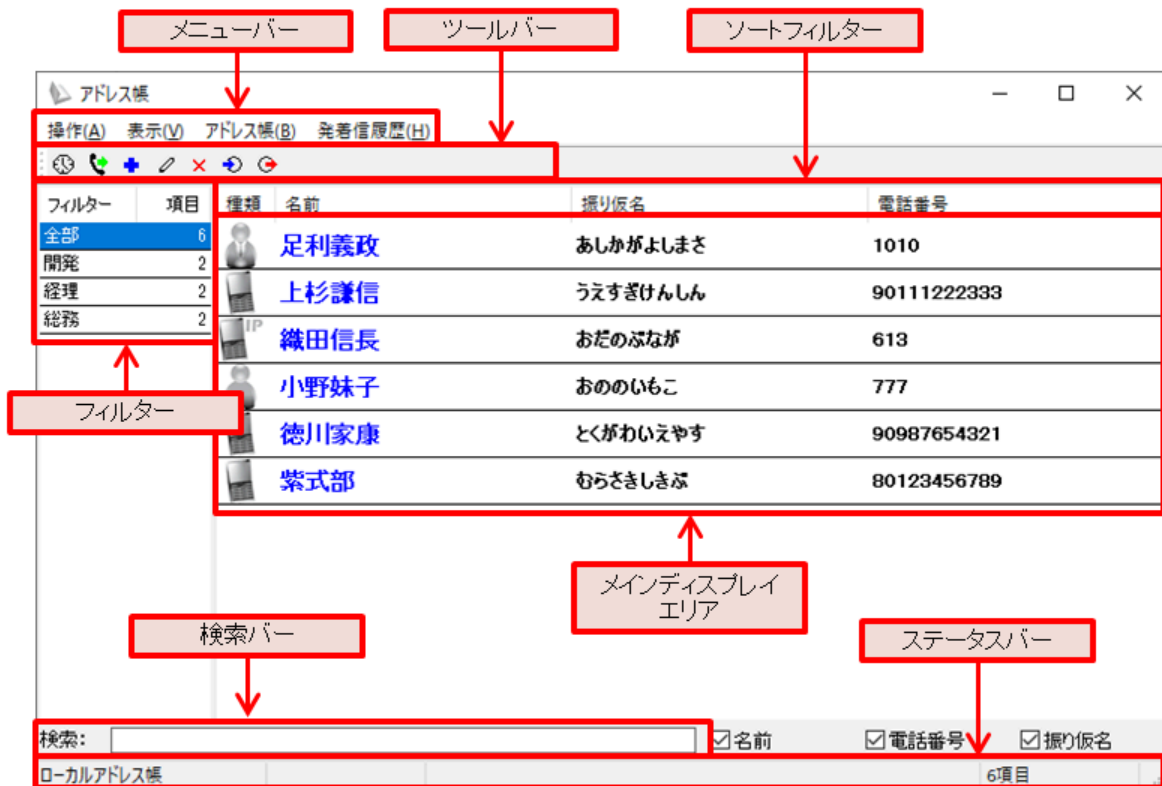 メニューバー
ツールバー
ソートフィルター
アドレス帳
操作(A) 表示(V) アドレス帳(B) 発着信履歴(H)
フィルター 項目 種類 名前 振り仮名 電話番号
全部 6
開発 2
経理 2
総務 2
足利義政 あしかがよしまさ 1010
上杉謙信 うえすぎけんしん 90111222333
IP 織田信長 おだのぶなが 613
小野妹子 おののいもこ 777
徳川家康 とくがわいえやす 90987654321
紫式部 むらさきしきぶ 80123456789
フィルター
メインディスプレイ
エリア
検索バー
ステータスバー
検索: 名前 電話番号 振り仮名
ローカルアドレス帳 6項目